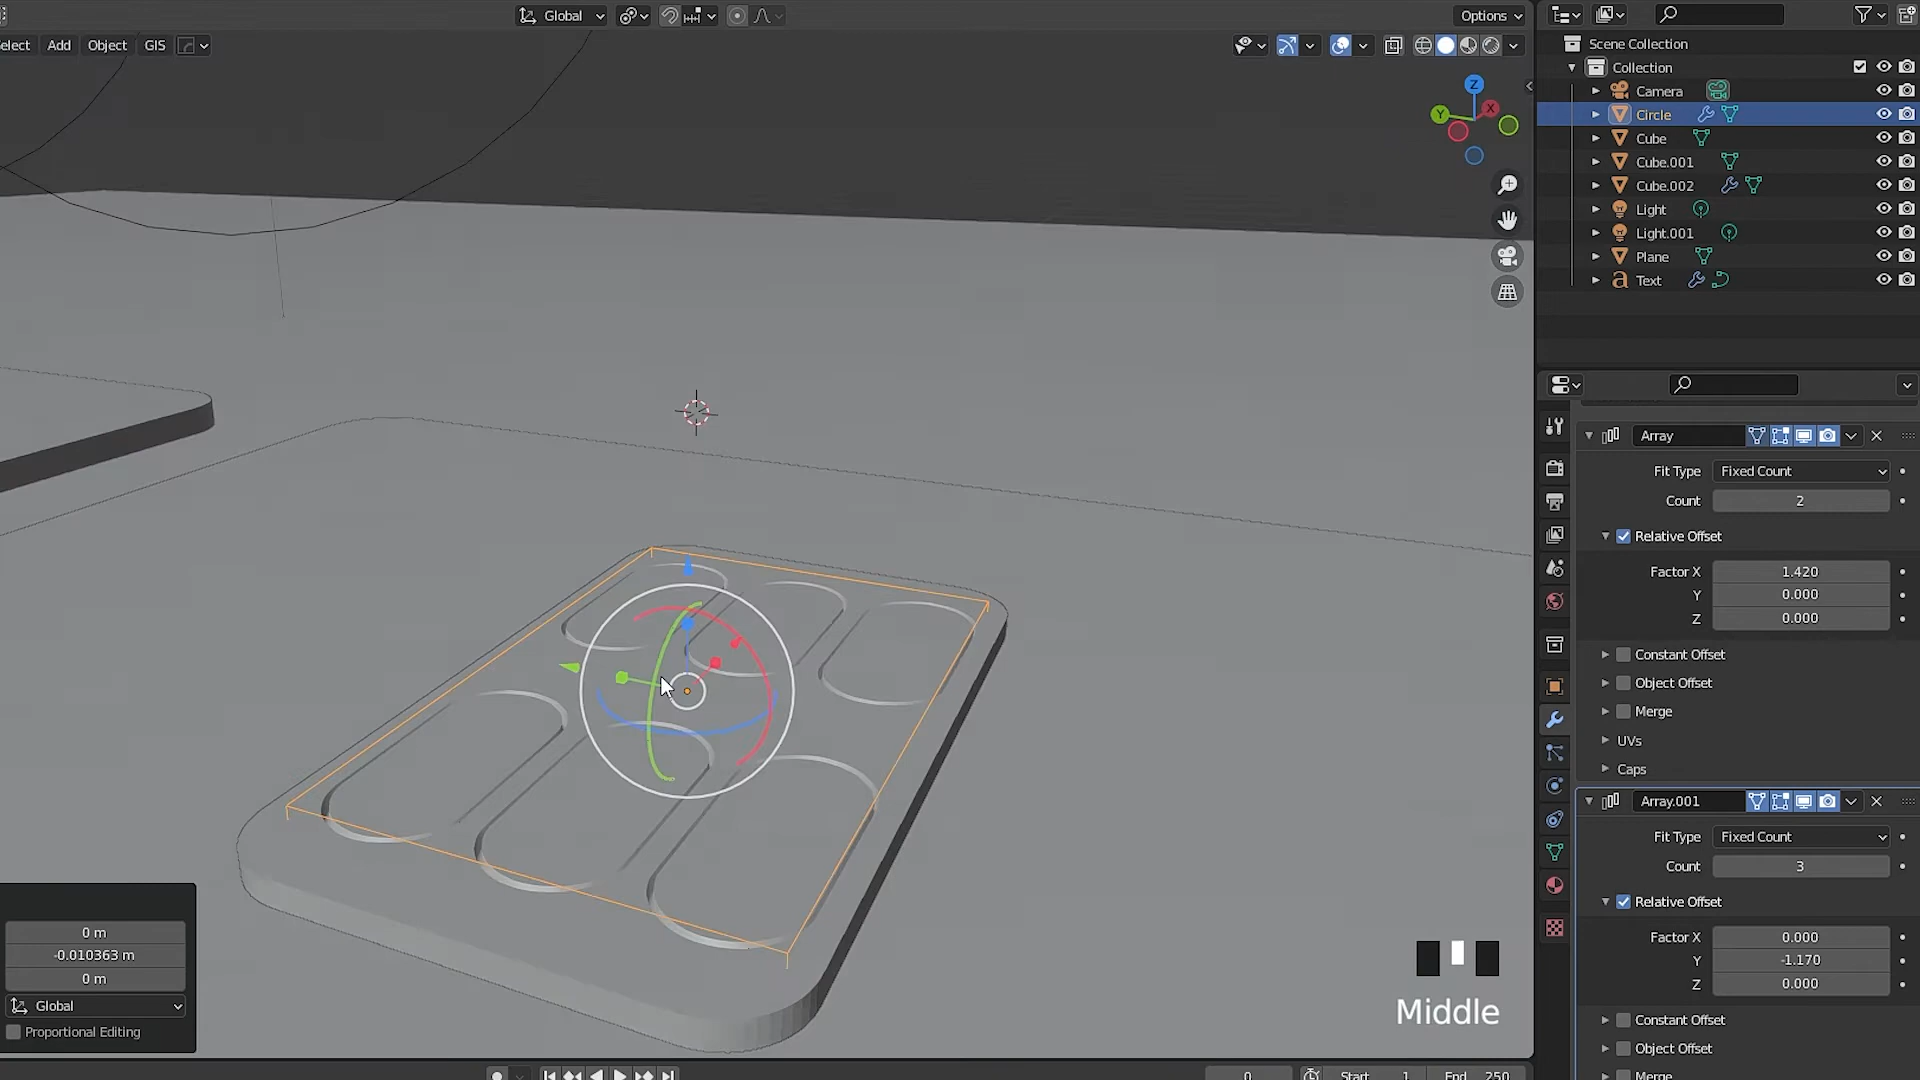 Global
Options
elect Add Object GIS
Z
Y
X
Scene Collection
Collection
Camera
Circle
Cube
Cube.001
Cube.002
Light
Light.001
Plane
Text
Array
Fit Type Fixed Count
Count 2
Relative Offset
Factor X 1.420
Y 0.000
Z 0.000
Constant Offset
Object Offset
Merge
UVs
Caps
Array.001
Fit Type Fixed Count
Count 3
Relative Offset
Factor X 0.000
Y -1.170
Z 0.000
Constant Offset
Object Offset
Merge
0 m
-0.010363 m
0 m
Global
Proportional Editing
Middle
0 Start 1 End 250